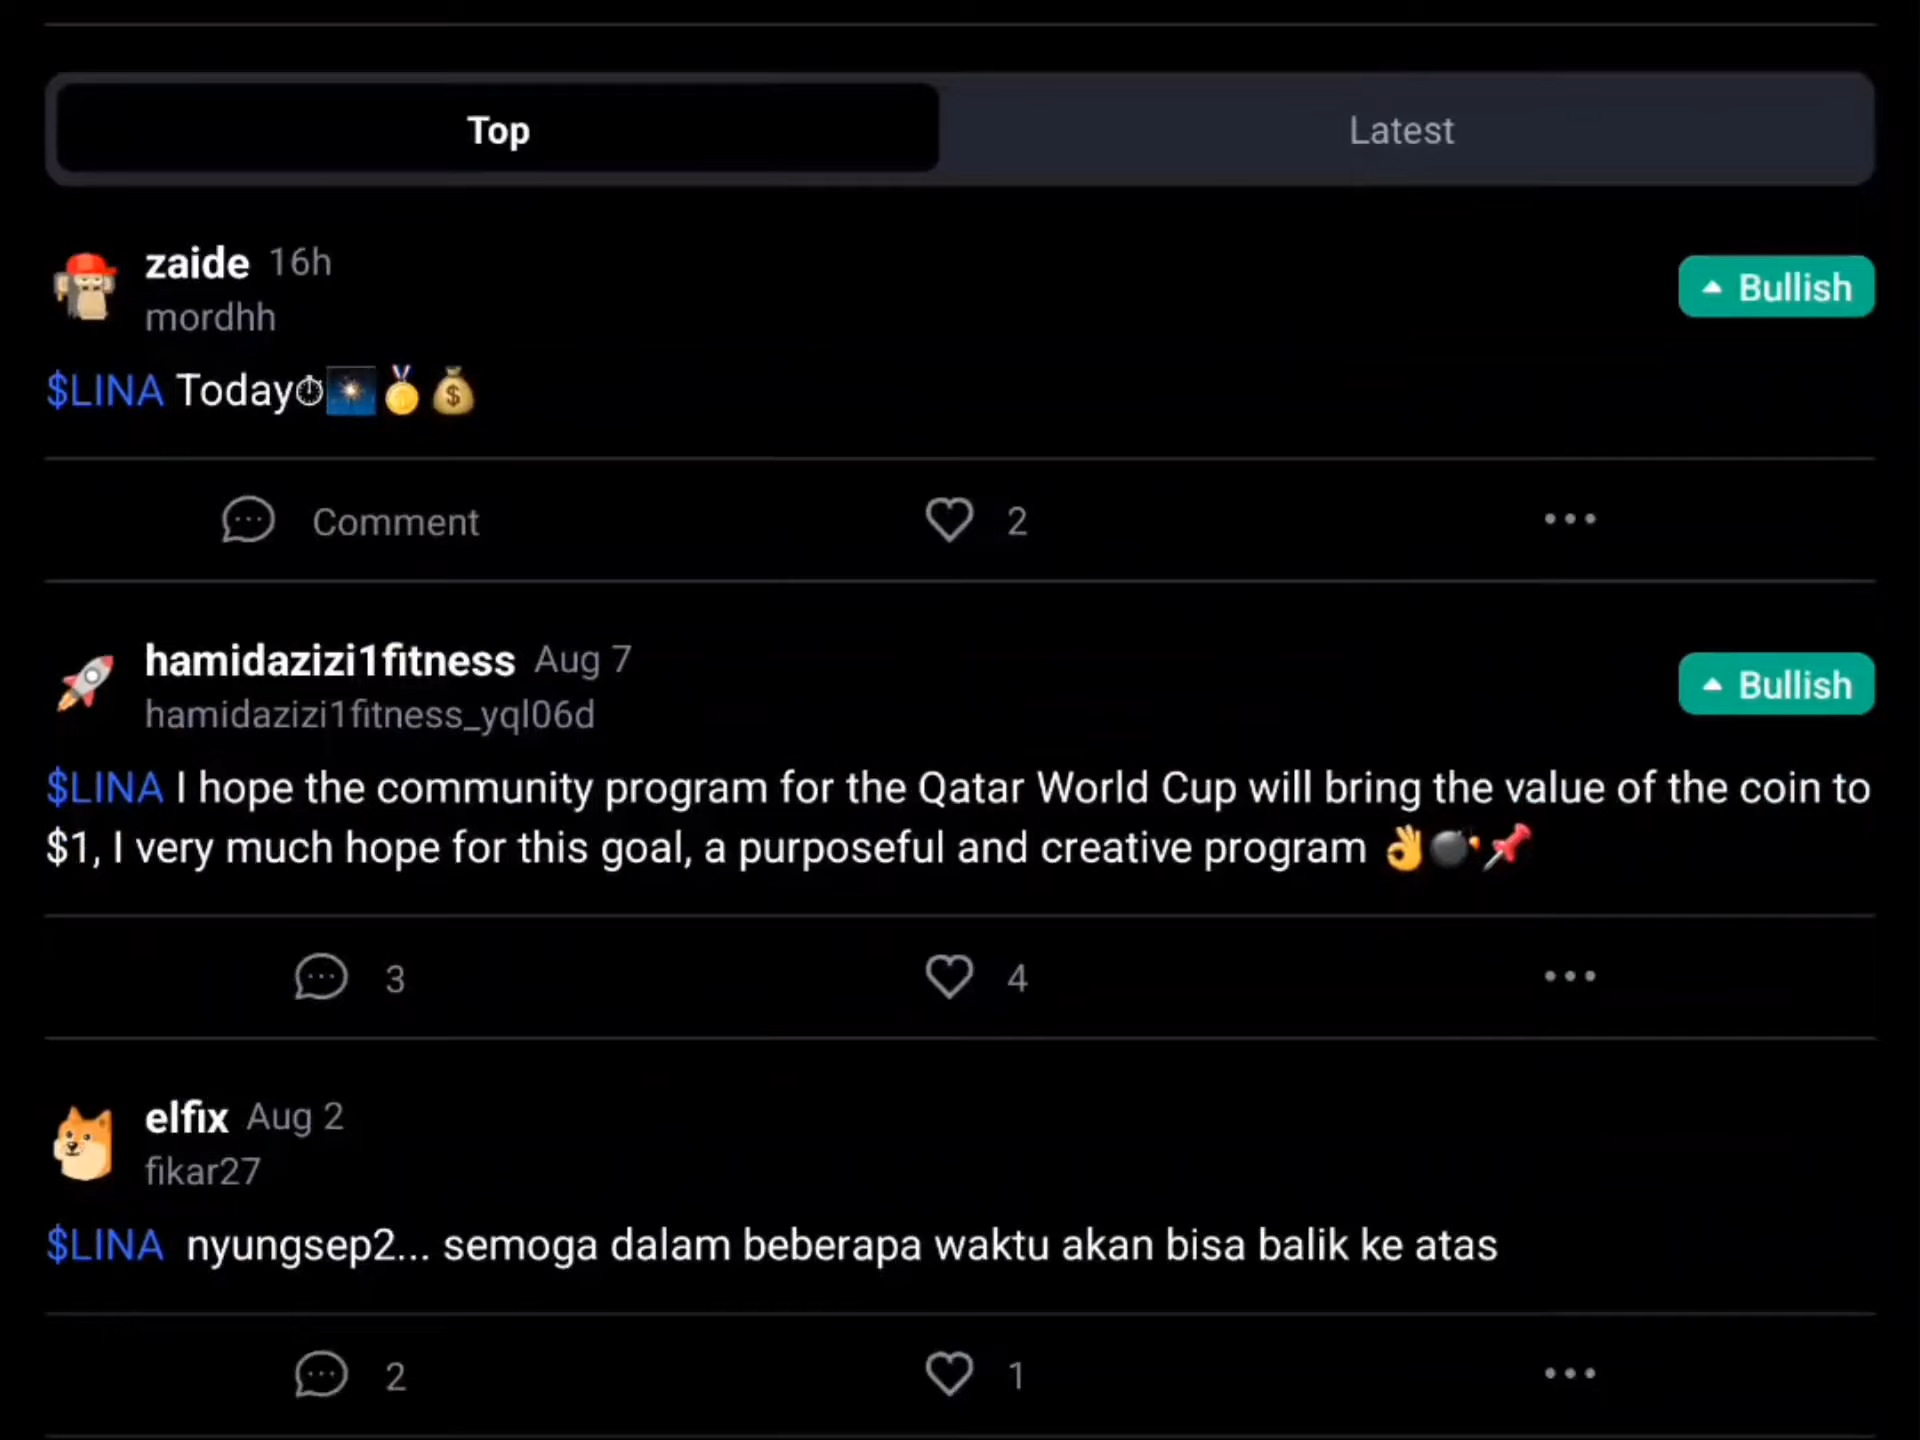 Top
Latest
zaide 16h
mordhh
Bullish
$LINA Today⏱🎇🏅💰
Comment
2
hamidazizi1fitness Aug 7
hamidazizi1fitness_yql06d
Bullish
$LINA I hope the community program for the Qatar World Cup will bring the value of the coin to
$1, I very much hope for this goal, a purposeful and creative program 👌💣📌
3
4
elfix Aug 2
fikar27
$LINA nyungsep2... semoga dalam beberapa waktu akan bisa balik ke atas
2
1